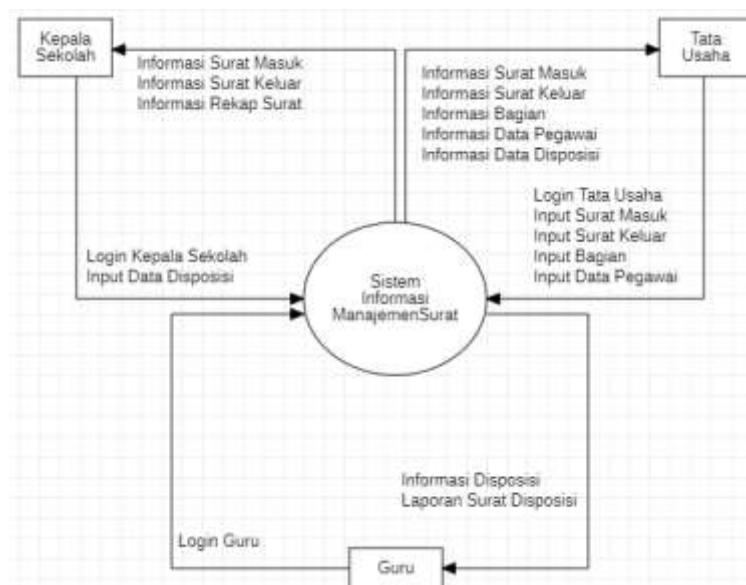 Kepala
Sekolah
Informasi Surat Masuk
Informasi Surat Keluar
Informasi Rekap Surat
Tata
Usaha
Informasi Surat Masuk
Informasi Surat Keluar
Informasi Bagian
Informasi Data Pegawai
Informasi Data Disposisi
Login Tata Usaha
Input Surat Masuk
Input Surat Keluar
Input Bagian
Input Data Pegawai
Login Kepala Sekolah
Input Data Disposisi
Sistem
Informasi
ManajemenSurat
Informasi Disposisi
Laporan Surat Disposisi
Login Guru
Guru